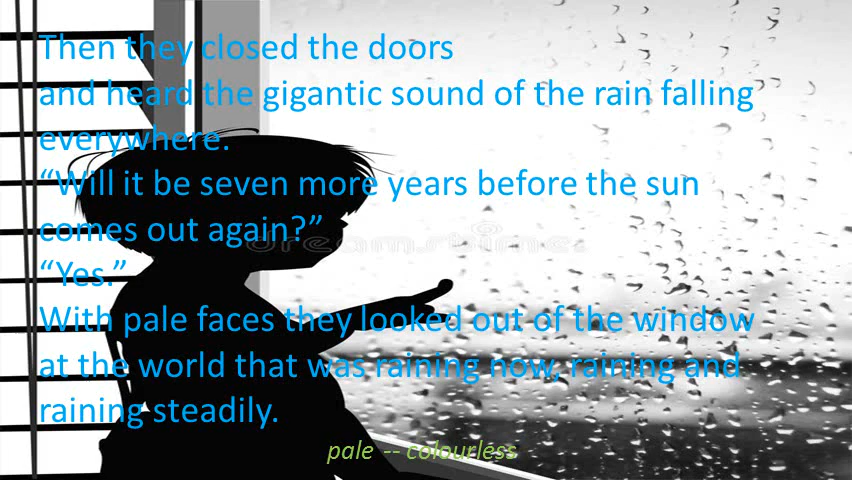 Then they closed the doors
and heard the gigantic sound of the rain falling
everywhere.
“Will it be seven more years before the sun
comes out again?”
dreamstime
“Yes.”
With pale faces they looked out of the window
at the world that was raining now, raining and
raining steadily.
pale -- colourless